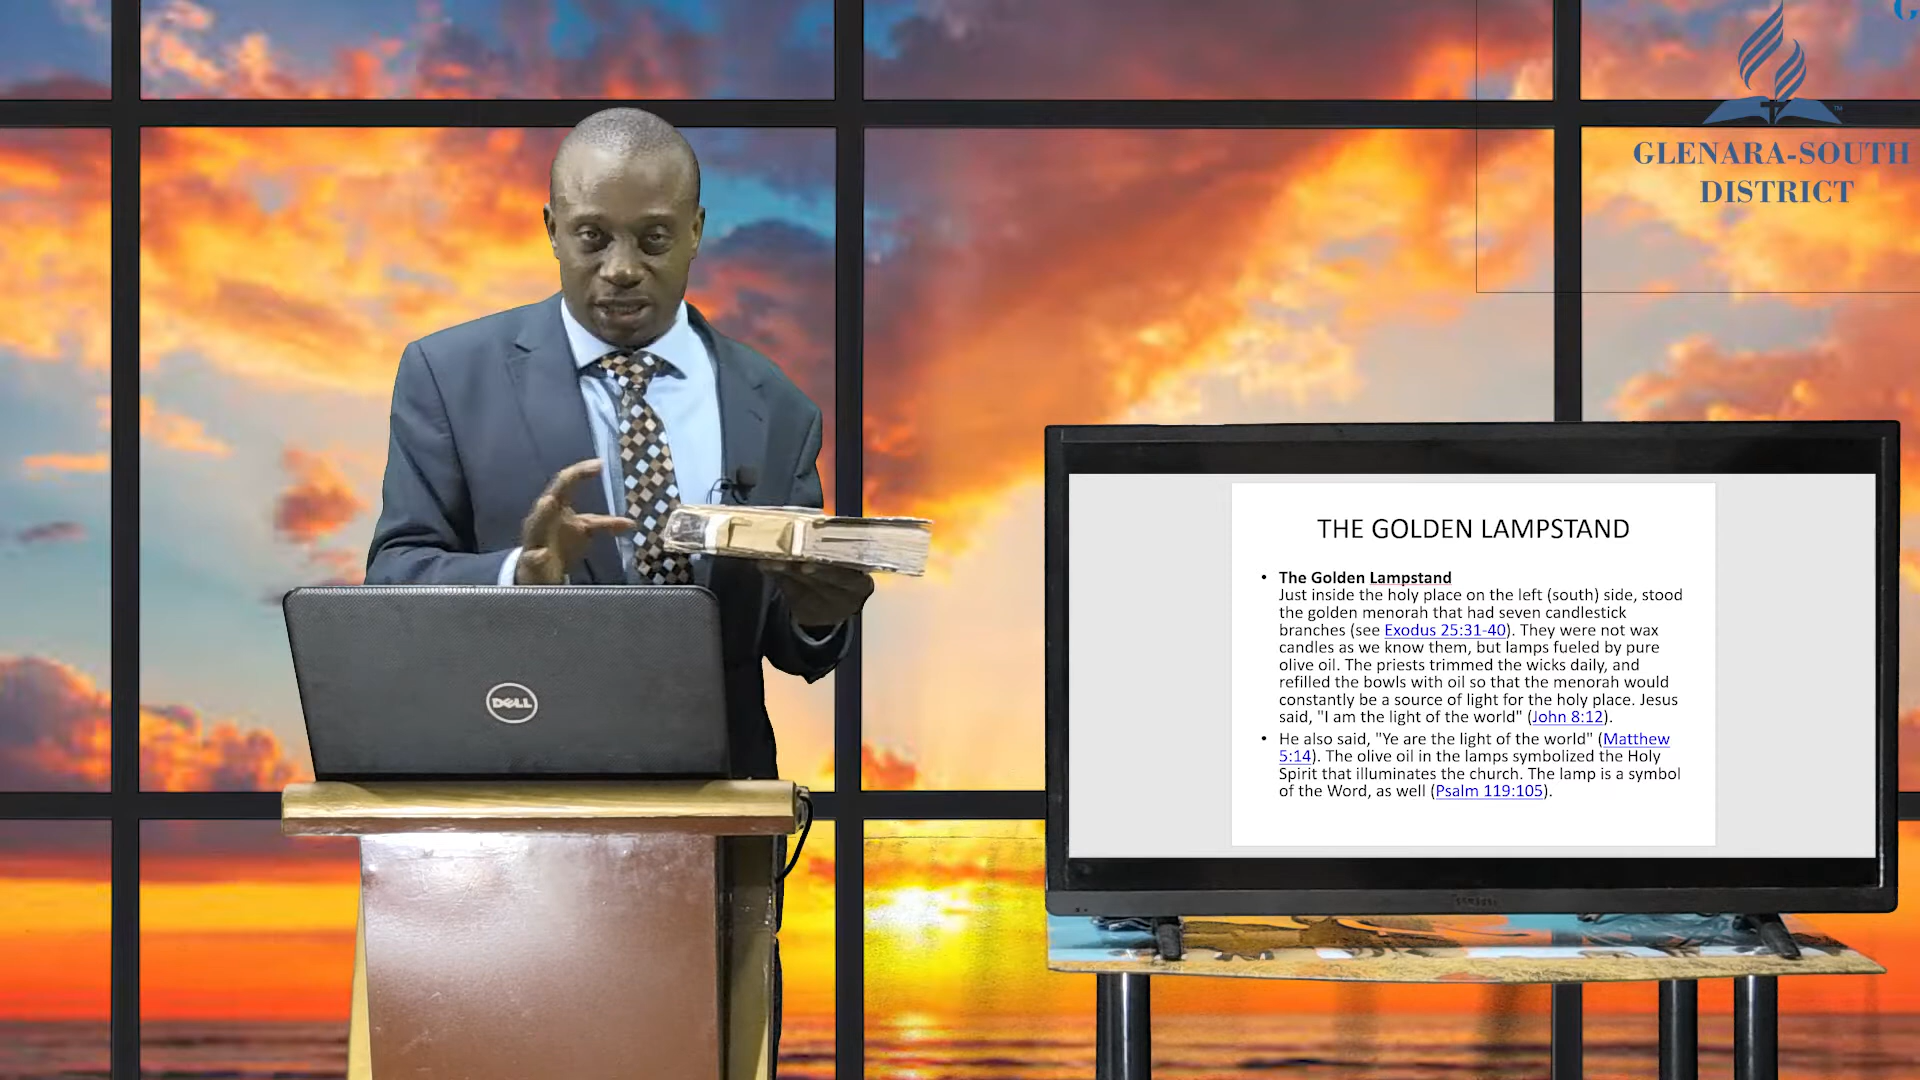 G
GLENARA-SOUTH
DISTRICT
THE GOLDEN LAMPSTAND
• The Golden Lampstand
Just inside the holy place on the left (south) side, stood
the golden menorah that had seven candlestick
branches (see Exodus 25:31-40). They were not wax
candles as we know them, but lamps fueled by pure
olive oil. The priests trimmed the wicks daily, and
refilled the bowls with oil so that the menorah would
constantly be a source of light for the holy place. Jesus
said, "I am the light of the world" (John 8:12).
• He also said, "Ye are the light of the world" (Matthew
5:14). The olive oil in the lamps symbolized the Holy
Spirit that illuminates the church. The lamp is a symbol
of the Word, as well (Psalm 119:105).
DELL